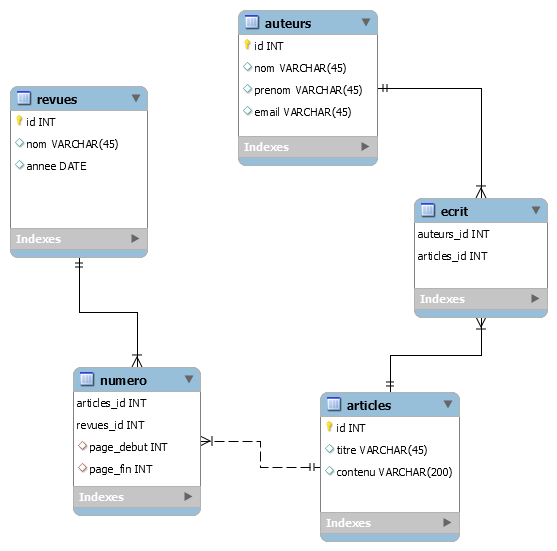 auteurs
id INT
nom VARCHAR(45)
prenom VARCHAR(45)
email VARCHAR(45)
Indexes
revues
id INT
nom VARCHAR(45)
annee DATE
Indexes
ecrit
auteurs_id INT
articles_id INT
Indexes
numero
articles_id INT
revues_id INT
page_debut INT
page_fin INT
Indexes
articles
id INT
titre VARCHAR(45)
contenu VARCHAR(200)
Indexes